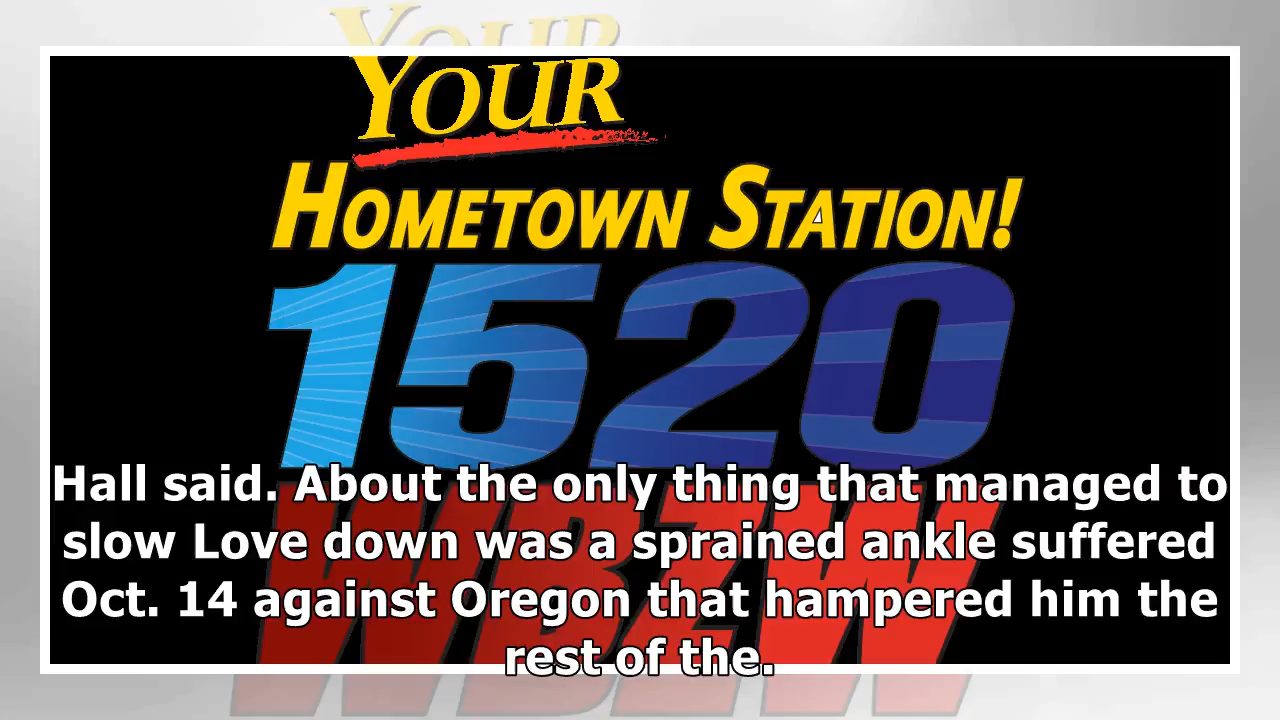 YOUR
HOMETOWN STATION!
1520
WBZW
Hall said. About the only thing that managed to
slow Love down was a sprained ankle suffered
Oct. 14 against Oregon that hampered him the
rest of the.